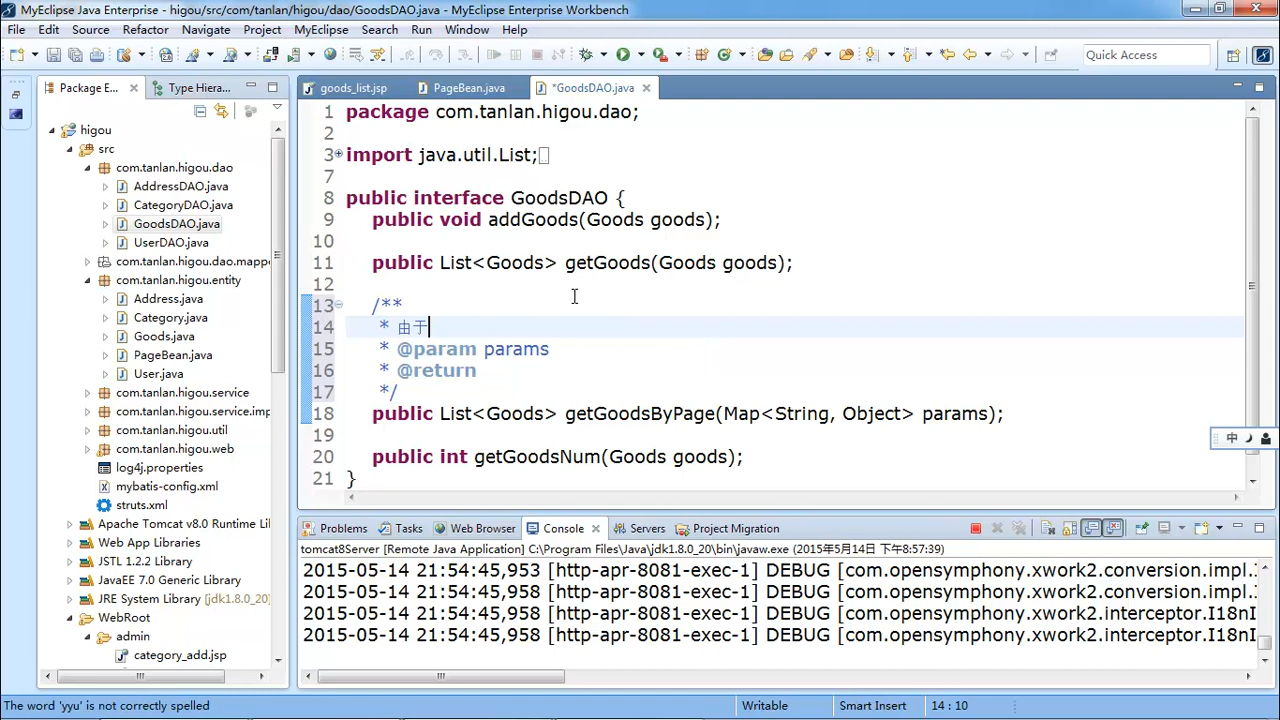 MyEclipse Java Enterprise - higou/src/com/tanlan/higou/dao/GoodsDAO.java - MyEclipse Enterprise Workbench
File Edit Source Refactor Navigate Project MyEclipse Search Run Window Help
Quick Access
Package E...
Type Hiera...
goods_list.jsp
PageBean.java
*GoodsDAO.java
higou
src
com.tanlan.higou.dao
AddressDAO.java
CategoryDAO.java
GoodsDAO.java
UserDAO.java
com.tanlan.higou.dao.mappe
com.tanlan.higou.entity
Address.java
Category.java
Goods.java
PageBean.java
User.java
com.tanlan.higou.service
com.tanlan.higou.service.imp
com.tanlan.higou.util
com.tanlan.higou.web
log4j.properties
mybatis-config.xml
struts.xml
Apache Tomcat v8.0 Runtime Li
Web App Libraries
JSTL 1.2.2 Library
JavaEE 7.0 Generic Library
JRE System Library [jdk1.8.0_20]
WebRoot
admin
category_add.jsp
1 package com.tanlan.higou.dao;
2
3 import java.util.List;
7
8 public interface GoodsDAO {
9 public void addGoods(Goods goods);
10
11 public List<Goods> getGoods(Goods goods);
12
13 /**
14 * 由于
15 * @param params
16 * @return
17 */
18 public List<Goods> getGoodsByPage(Map<String, Object> params);
19
20 public int getGoodsNum(Goods goods);
21 }
中
Problems Tasks Web Browser Console Servers Project Migration
tomcat8Server [Remote Java Application] C:\Program Files\Java\jdk1.8.0_20\bin\javaw.exe (2015年5月14日 下午8:57:39)
2015-05-14 21:54:45,953 [http-apr-8081-exec-1] DEBUG [com.opensymphony.xwork2.conversion.impl.
2015-05-14 21:54:45,958 [http-apr-8081-exec-1] DEBUG [com.opensymphony.xwork2.conversion.impl.
2015-05-14 21:54:45,958 [http-apr-8081-exec-1] DEBUG [com.opensymphony.xwork2.interceptor.I18nI
2015-05-14 21:54:45,958 [http-apr-8081-exec-1] DEBUG [com.opensymphony.xwork2.interceptor.I18nI
The word 'yyu' is not correctly spelled
Writable
Smart Insert
14 : 10